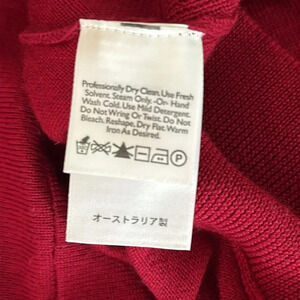 Professionally Dry Clean. Use Fresh
Solvent. Steam Only. -Or- Hand
Wash Cold. Use Mild Detergent.
Do Not Wring Or Twist. Do Not
Bleach. Reshape, Dry Flat. Warm
Iron As Desired.
P
オーストラリア製